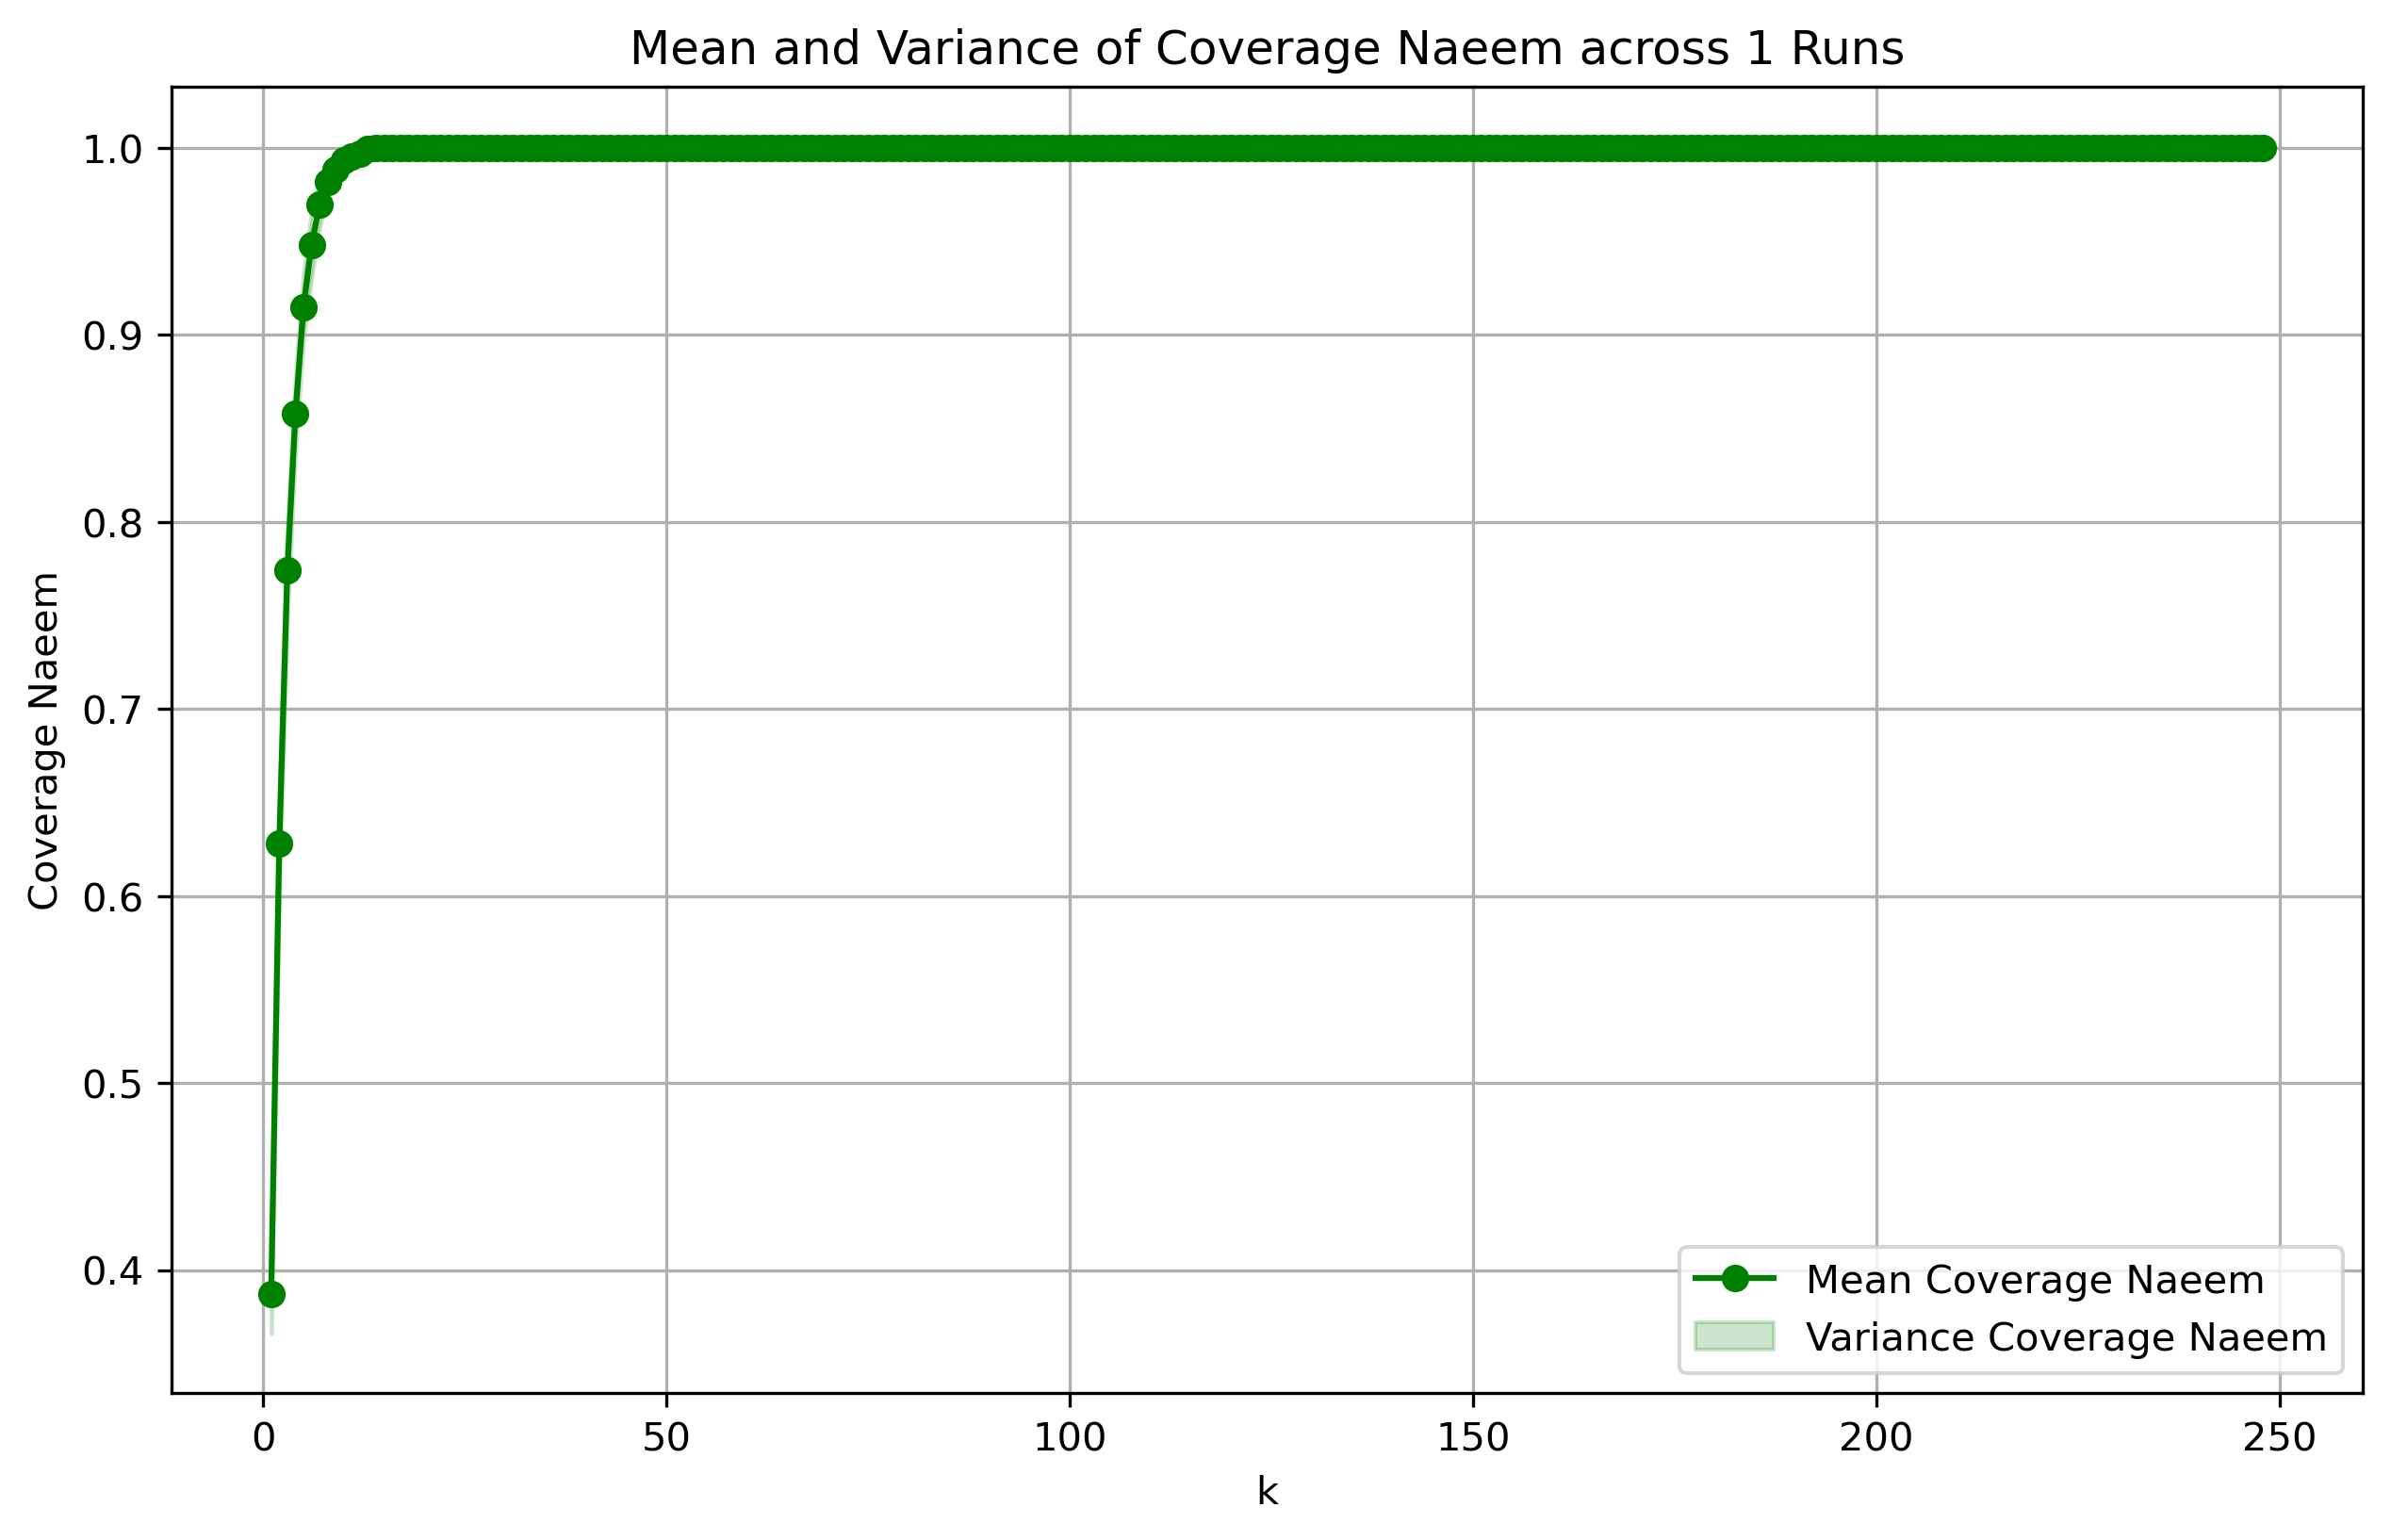 Mean and Variance of Coverage Naeem across 1 Runs
Coverage Naeem
1.0
0.9
0.8
0.7
0.6
0.5
0.4
0 50 100 150 200 250
k
Mean Coverage Naeem
Variance Coverage Naeem